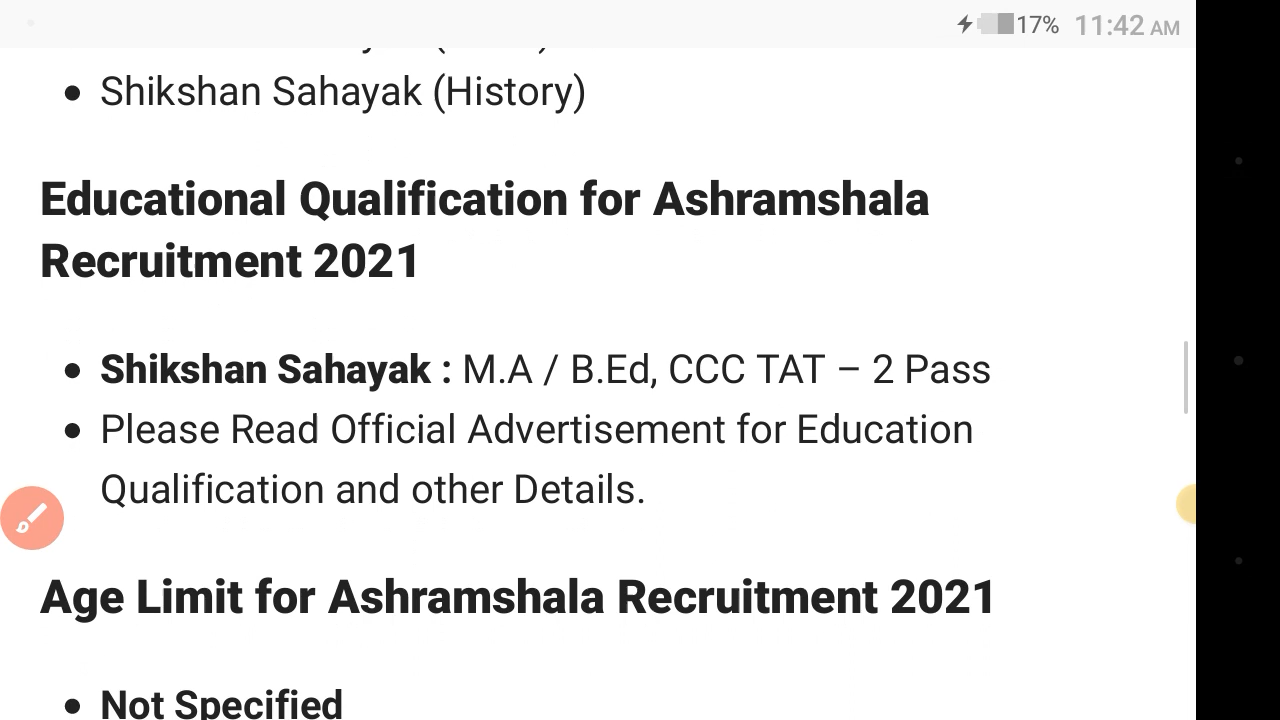 17% 11:42 AM
Shikshan Sahayak (History)
Educational Qualification for Ashramshala
Recruitment 2021
Shikshan Sahayak : M.A / B.Ed, CCC TAT – 2 Pass
Please Read Official Advertisement for Education
Qualification and other Details.
Age Limit for Ashramshala Recruitment 2021
Not Specified